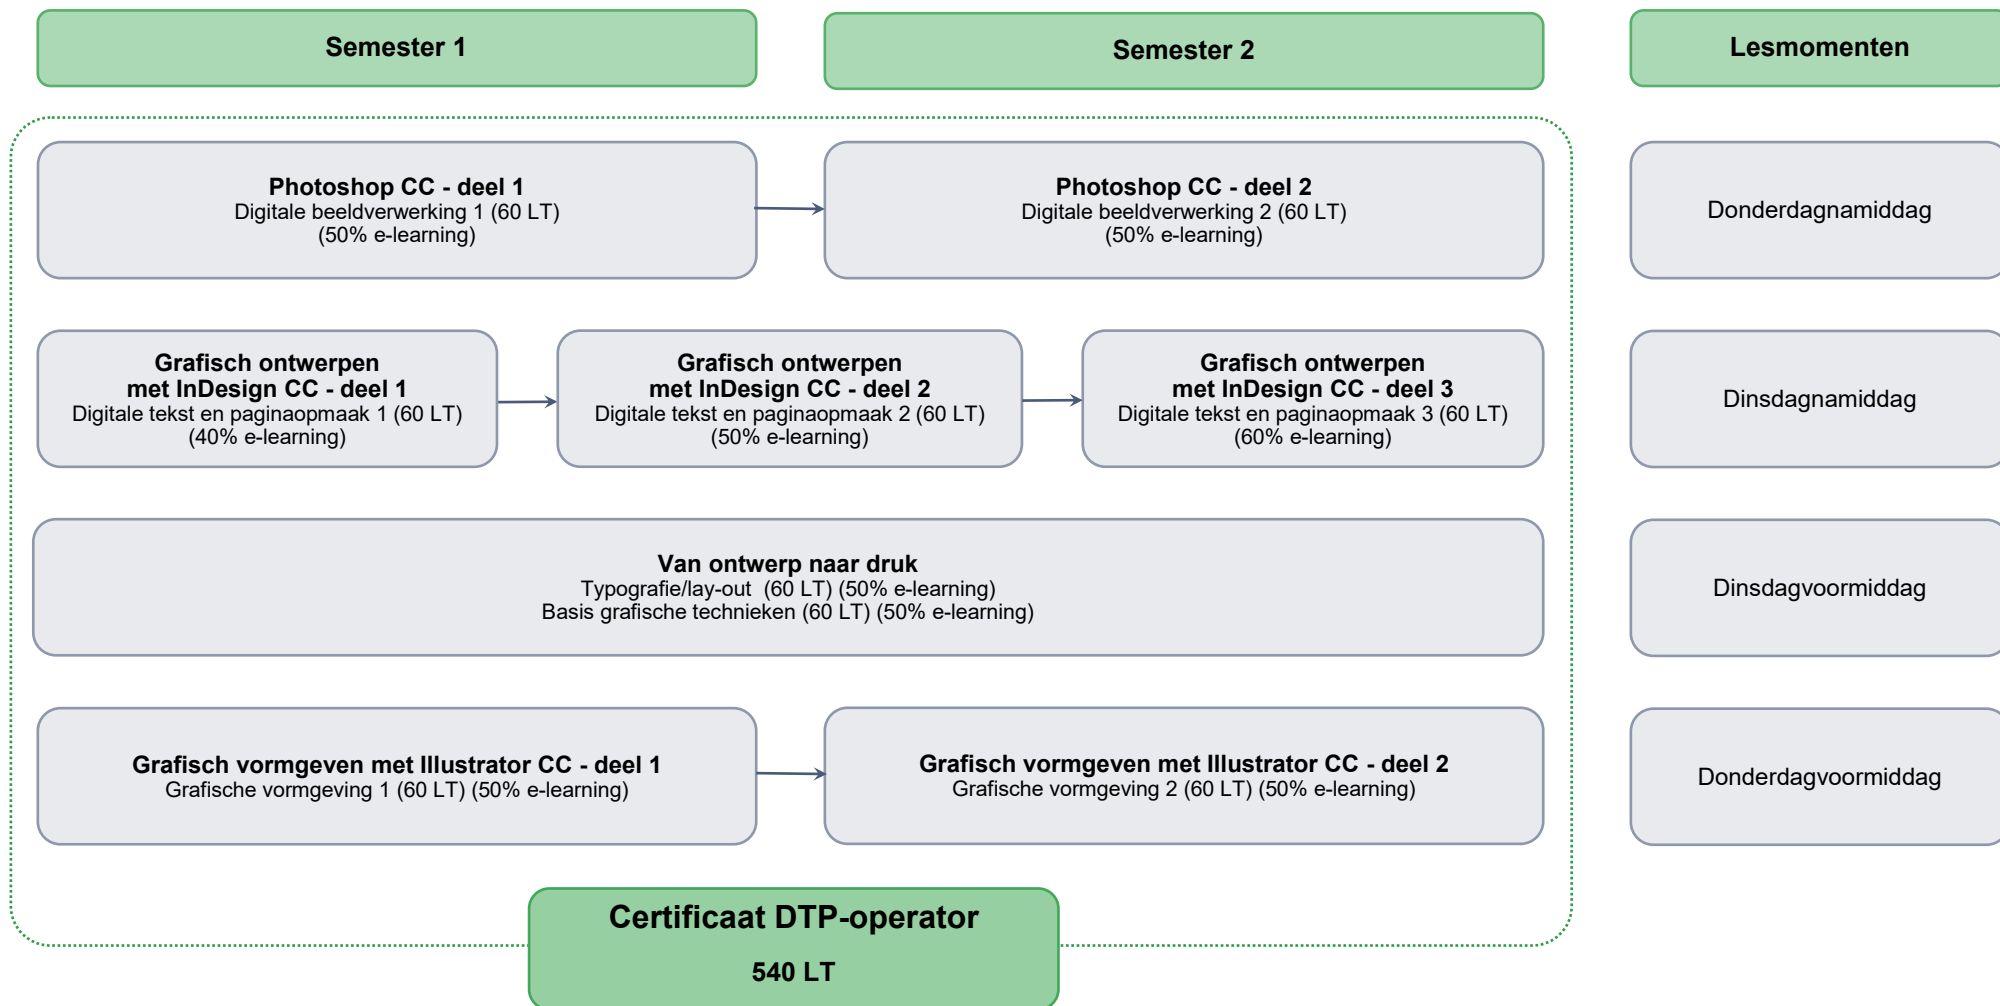 Semester 1
Semester 2
Lesmomenten
Photoshop CC - deel 1
Digitale beeldverwerking 1 (60 LT)
(50% e-learning)
Photoshop CC - deel 2
Digitale beeldverwerking 2 (60 LT)
(50% e-learning)
Donderdagnamiddag
Grafisch ontwerpen
met InDesign CC - deel 1
Digitale tekst en paginaopmaak 1 (60 LT)
(40% e-learning)
Grafisch ontwerpen
met InDesign CC - deel 2
Digitale tekst en paginaopmaak 2 (60 LT)
(50% e-learning)
Grafisch ontwerpen
met InDesign CC - deel 3
Digitale tekst en paginaopmaak 3 (60 LT)
(60% e-learning)
Dinsdagnamiddag
Van ontwerp naar druk
Typografie/lay-out (60 LT) (50% e-learning)
Basis grafische technieken (60 LT) (50% e-learning)
Dinsdagvoormiddag
Grafisch vormgeven met Illustrator CC - deel 1
Grafische vormgeving 1 (60 LT) (50% e-learning)
Grafisch vormgeven met Illustrator CC - deel 2
Grafische vormgeving 2 (60 LT) (50% e-learning)
Donderdagvoormiddag
Certificaat DTP-operator
540 LT